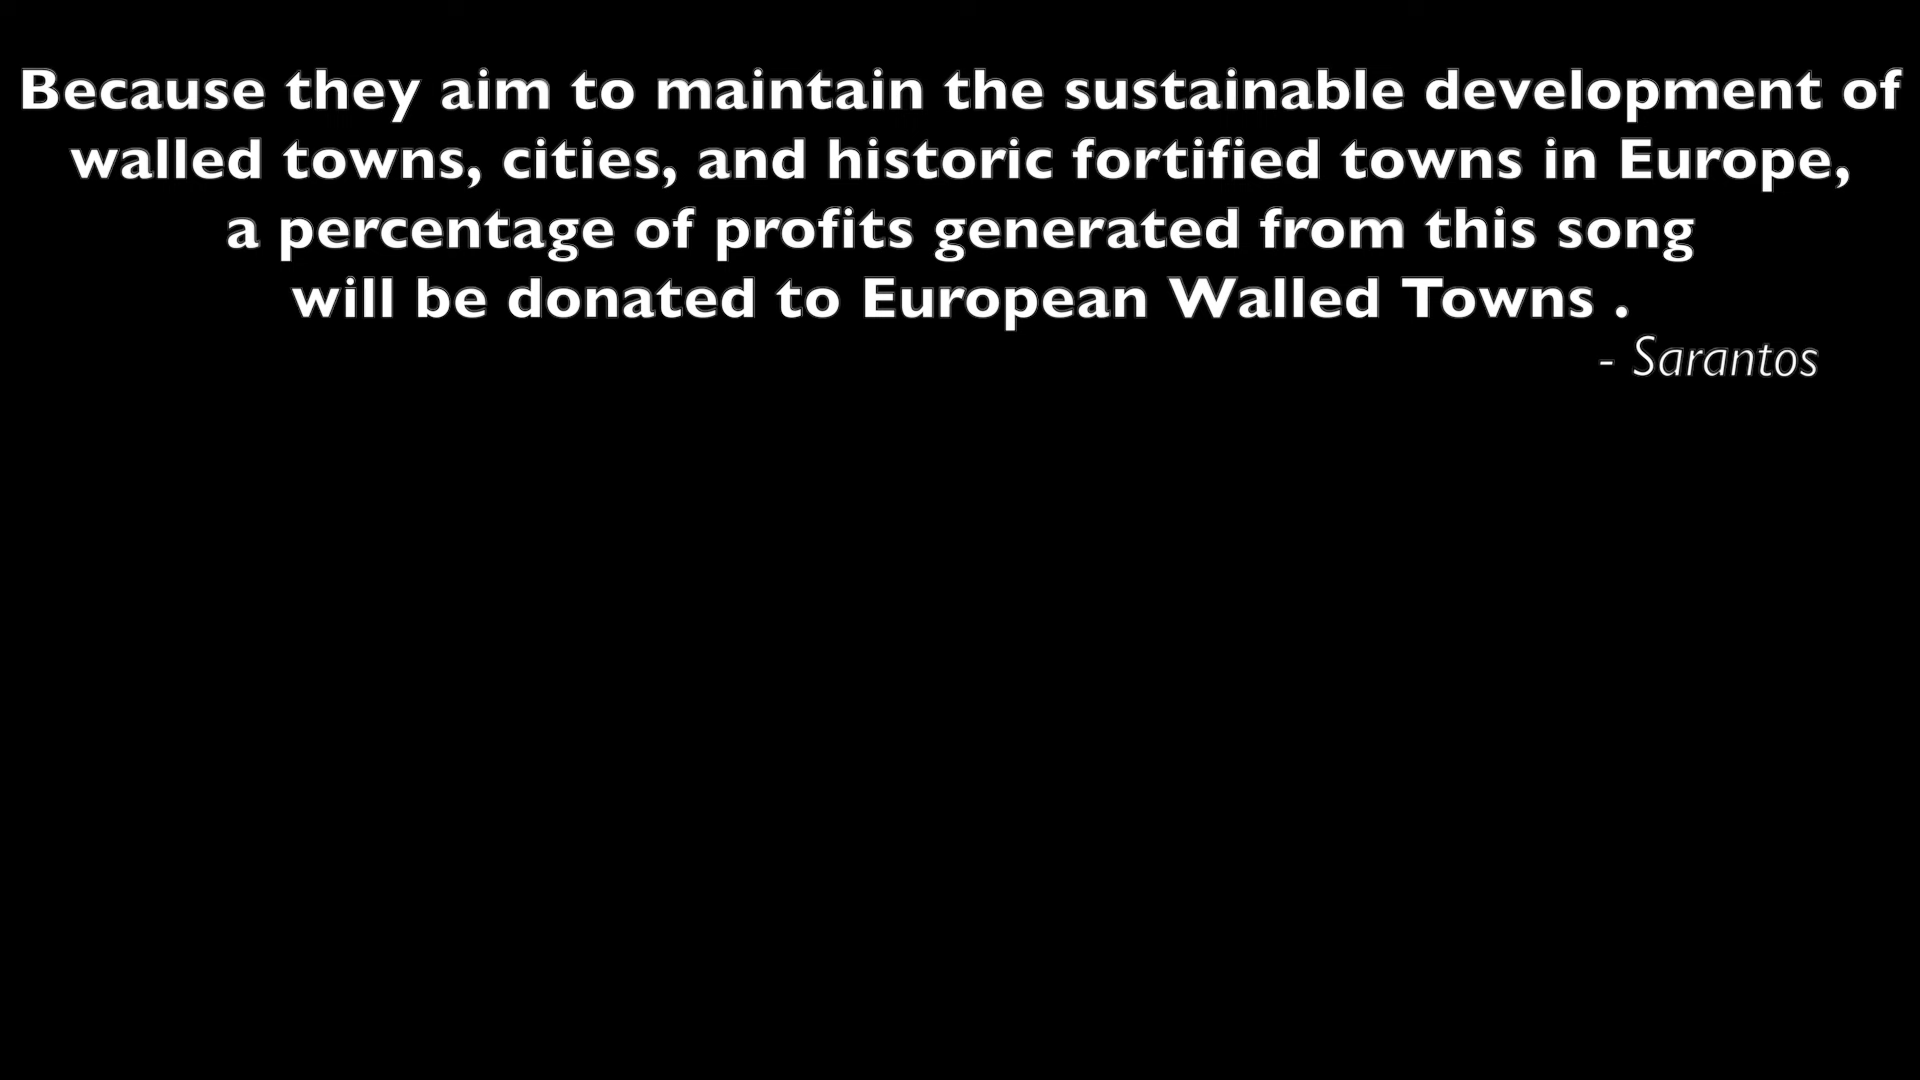 Because they aim to maintain the sustainable development of
walled towns, cities, and historic fortified towns in Europe,
a percentage of profits generated from this song
will be donated to European Walled Towns .
- Sarantos